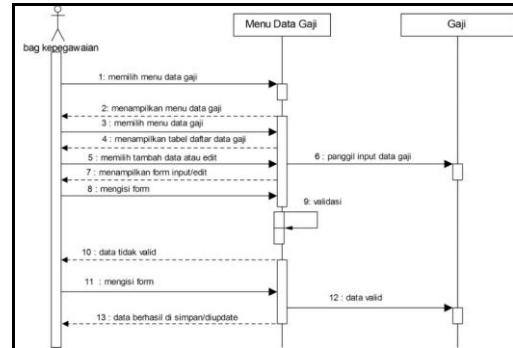 Menu Data Gaji
Gaji
bag kepegawaian
1: memilih menu data gaji
2: menampilkan menu data gaji
3 : memilih menu data gaji
4 : menampilkan tabel daftar data gaji
5 : memilih tambah data atau edit
6 : panggil input data gaji
7 : menampilkan form input/edit
8 : mengisi form
9: validasi
10 : data tidak valid
11 : mengisi form
12 : data valid
13 : data berhasil di simpan/diupdate